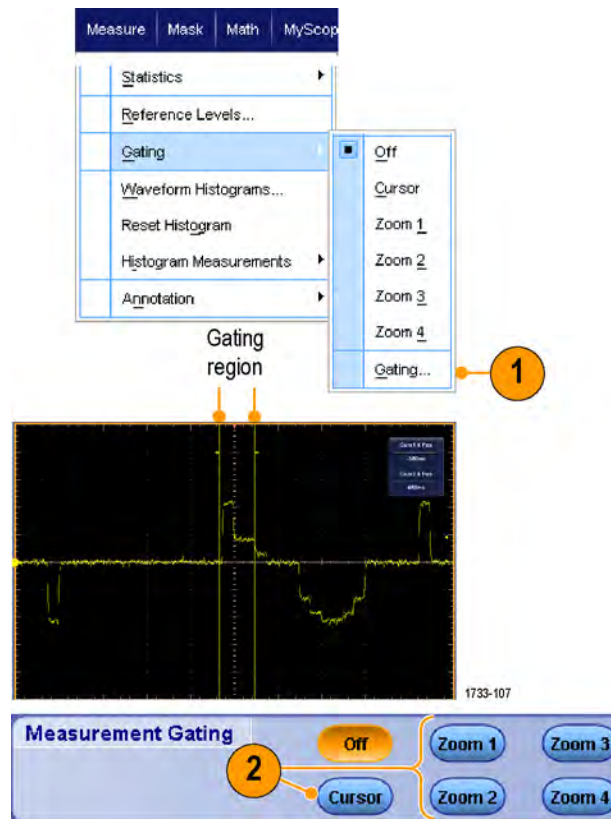 Measure Mask Math MyScop
Statistics
Reference Levels...
Gating
Waveform Histograms...
Reset Histogram
Histogram Measurements
Annotation
Off
Cursor
Zoom 1
Zoom 2
Zoom 3
Zoom 4
Gating...
1
Gating
region
1733-107
Measurement Gating
Off
Zoom 1
Zoom 3
2
Cursor
Zoom 2
Zoom 4